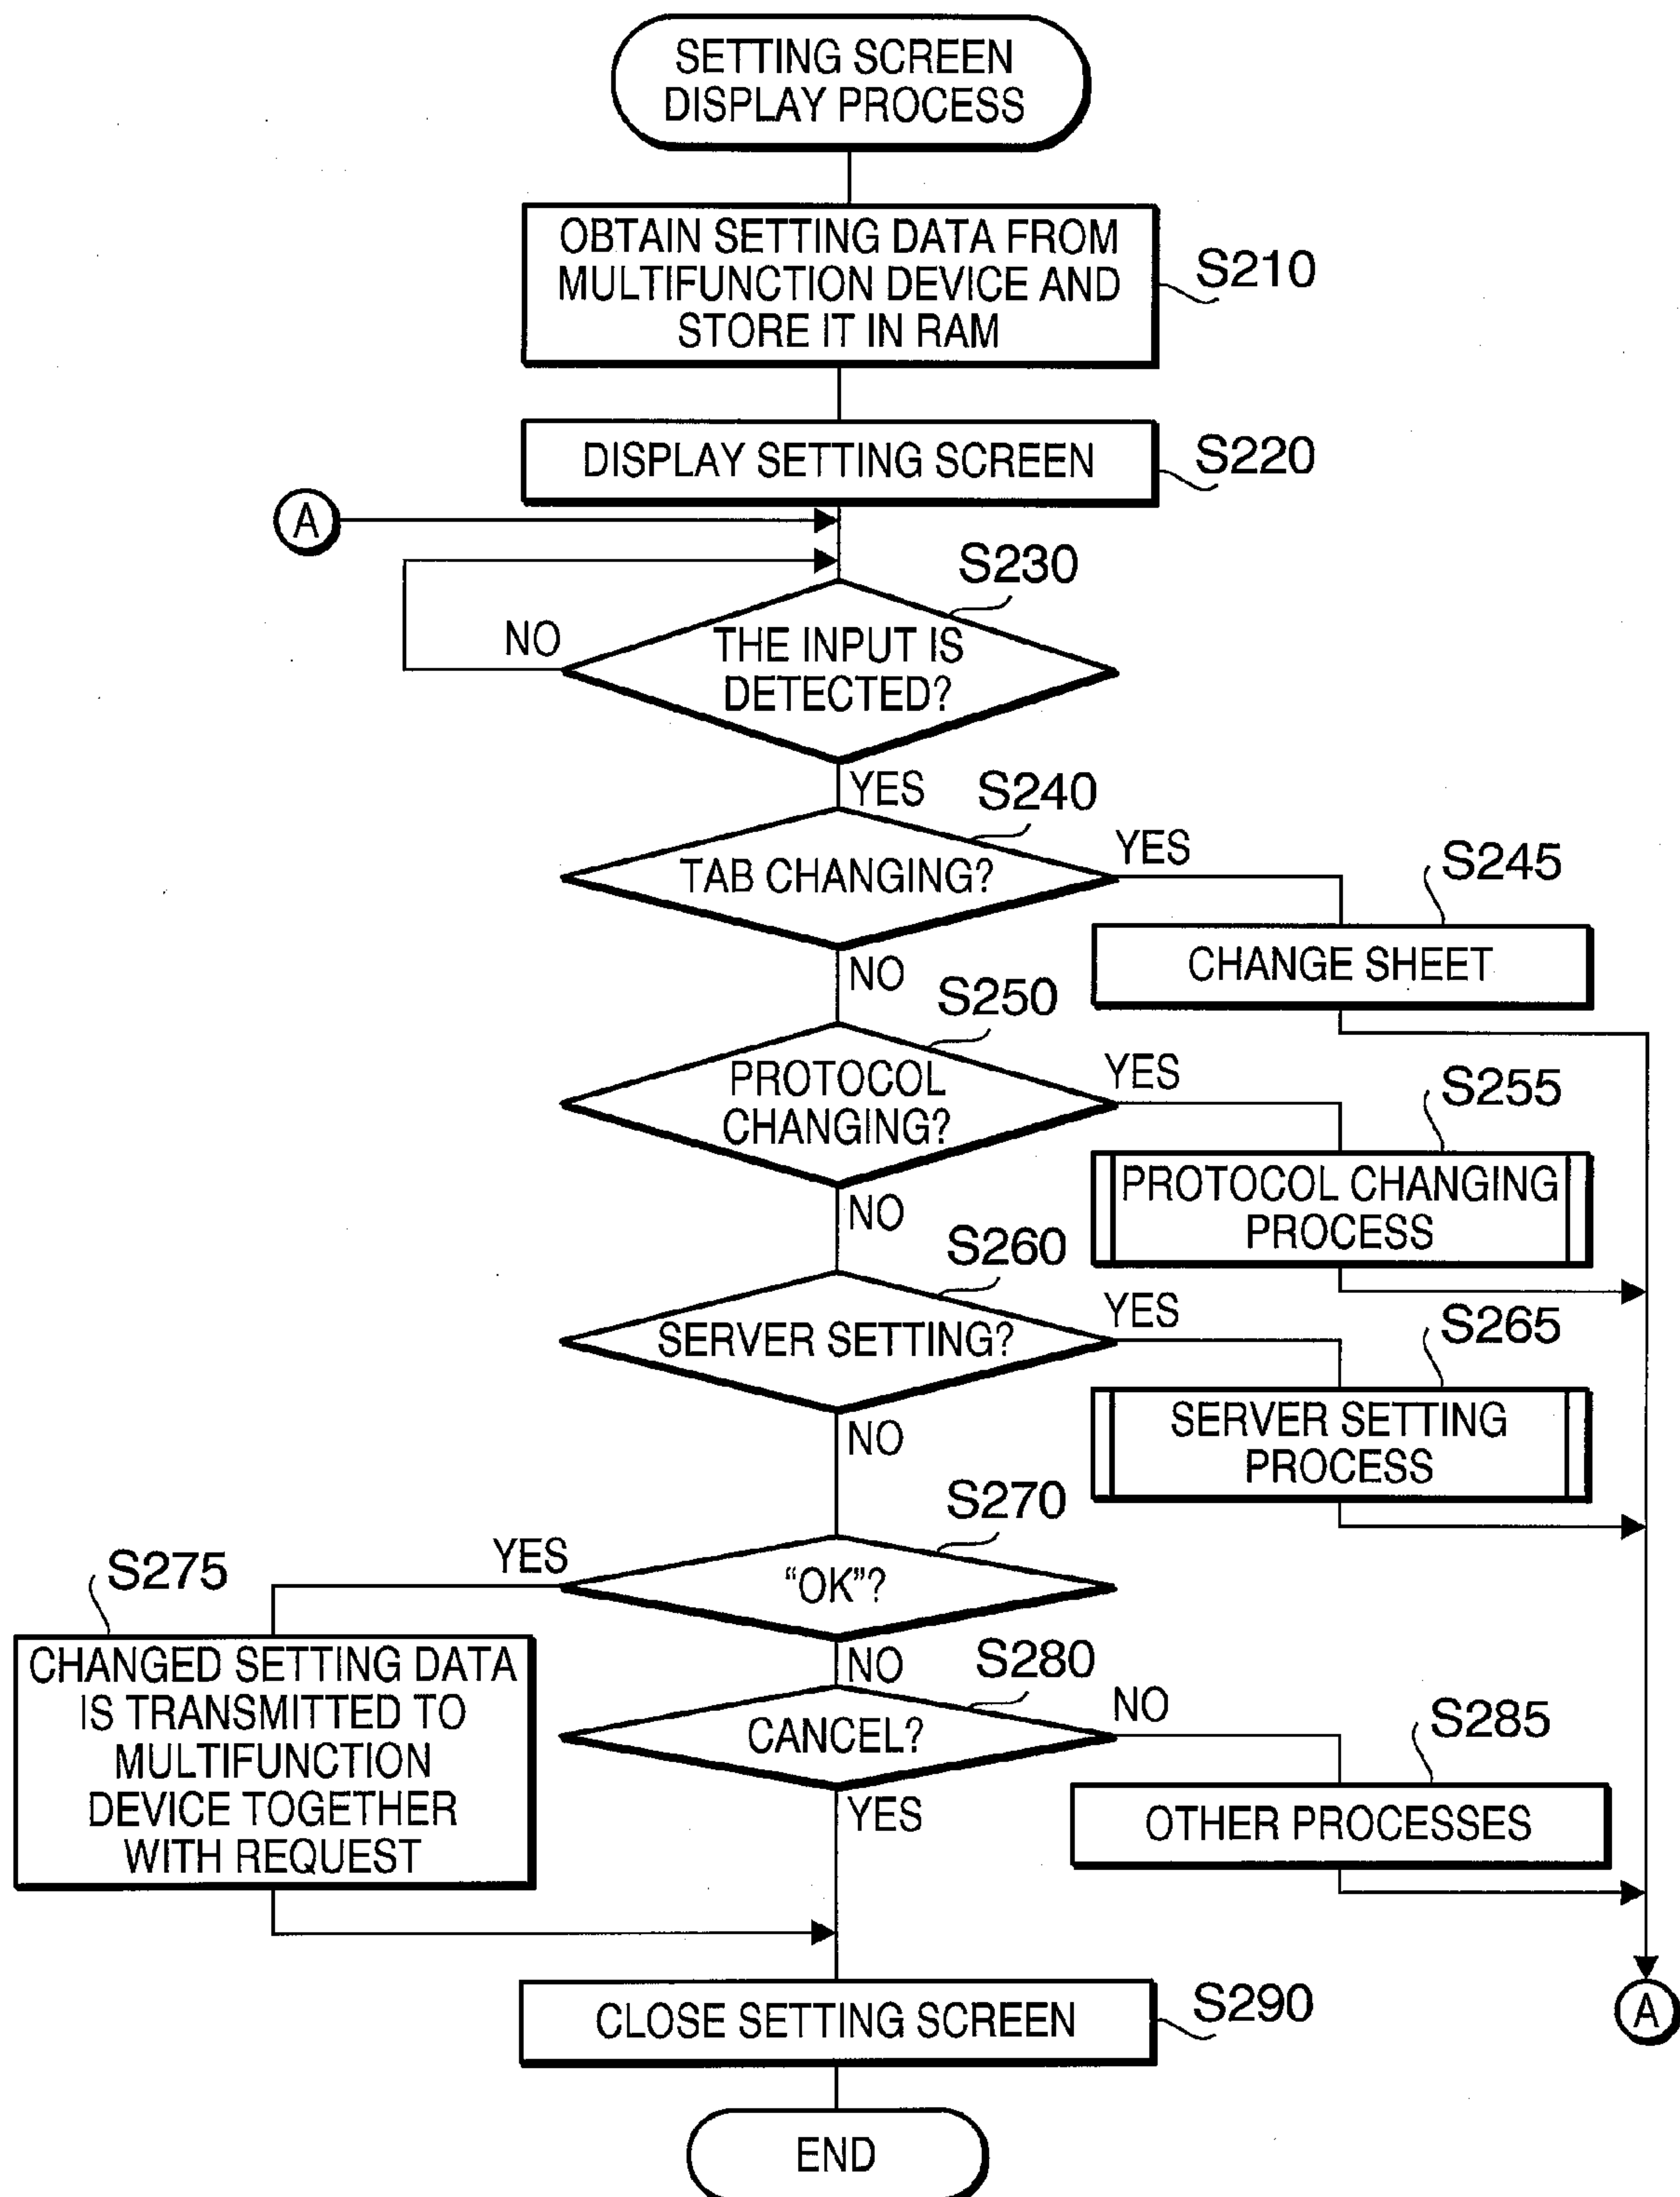 SETTING SCREEN
DISPLAY PROCESS
OBTAIN SETTING DATA FROM
MULTIFUNCTION DEVICE AND
STORE IT IN RAM
S210
DISPLAY SETTING SCREEN
S220
A
S230
NO
THE INPUT IS
DETECTED?
YES
S240
TAB CHANGING?
YES
S245
CHANGE SHEET
NO
S250
PROTOCOL
CHANGING?
YES
S255
PROTOCOL CHANGING
PROCESS
NO
S260
SERVER SETTING?
YES
S265
SERVER SETTING
PROCESS
NO
S270
“OK”?
YES
S275
CHANGED SETTING DATA
IS TRANSMITTED TO
MULTIFUNCTION
DEVICE TOGETHER
WITH REQUEST
NO
S280
CANCEL?
NO
S285
OTHER PROCESSES
YES
CLOSE SETTING SCREEN
S290
A
END